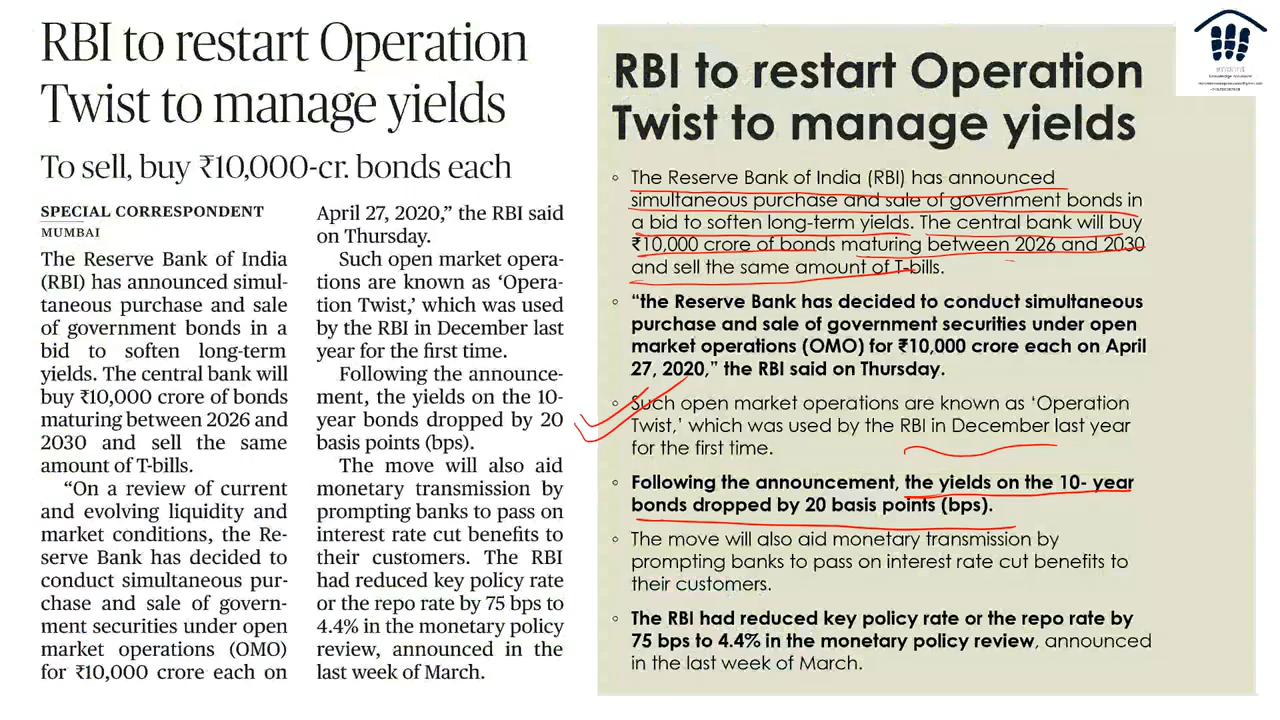 RBI to restart Operation
Twist to manage yields
To sell, buy ₹10,000-cr. bonds each
SPECIAL CORRESPONDENT
MUMBAI
The Reserve Bank of India
(RBI) has announced simul-
taneous purchase and sale
of government bonds in a
bid to soften long-term
yields. The central bank will
buy ₹10,000 crore of bonds
maturing between 2026 and
2030 and sell the same
amount of T-bills.
“On a review of current
and evolving liquidity and
market conditions, the Re-
serve Bank has decided to
conduct simultaneous pur-
chase and sale of govern-
ment securities under open
market operations (OMO)
for ₹10,000 crore each on
April 27, 2020,” the RBI said
on Thursday.
Such open market opera-
tions are known as ‘Opera-
tion Twist,’ which was used
by the RBI in December last
year for the first time.
Following the announce-
ment, the yields on the 10-
year bonds dropped by 20
basis points (bps).
The move will also aid
monetary transmission by
prompting banks to pass on
interest rate cut benefits to
their customers. The RBI
had reduced key policy rate
or the repo rate by 75 bps to
4.4% in the monetary policy
review, announced in the
last week of March.
RBI to restart Operation
Twist to manage yields
The Reserve Bank of India (RBI) has announced
simultaneous purchase and sale of government bonds in
a bid to soften long-term yields. The central bank will buy
₹10,000 crore of bonds maturing between 2026 and 2030
and sell the same amount of T-bills.
“the Reserve Bank has decided to conduct simultaneous
purchase and sale of government securities under open
market operations (OMO) for ₹10,000 crore each on April
27, 2020,” the RBI said on Thursday.
Such open market operations are known as ‘Operation
Twist,’ which was used by the RBI in December last year
for the first time.
Following the announcement, the yields on the 10- year
bonds dropped by 20 basis points (bps).
The move will also aid monetary transmission by
prompting banks to pass on interest rate cut benefits to
their customers.
The RBI had reduced key policy rate or the repo rate by
75 bps to 4.4% in the monetary policy review, announced
in the last week of March.